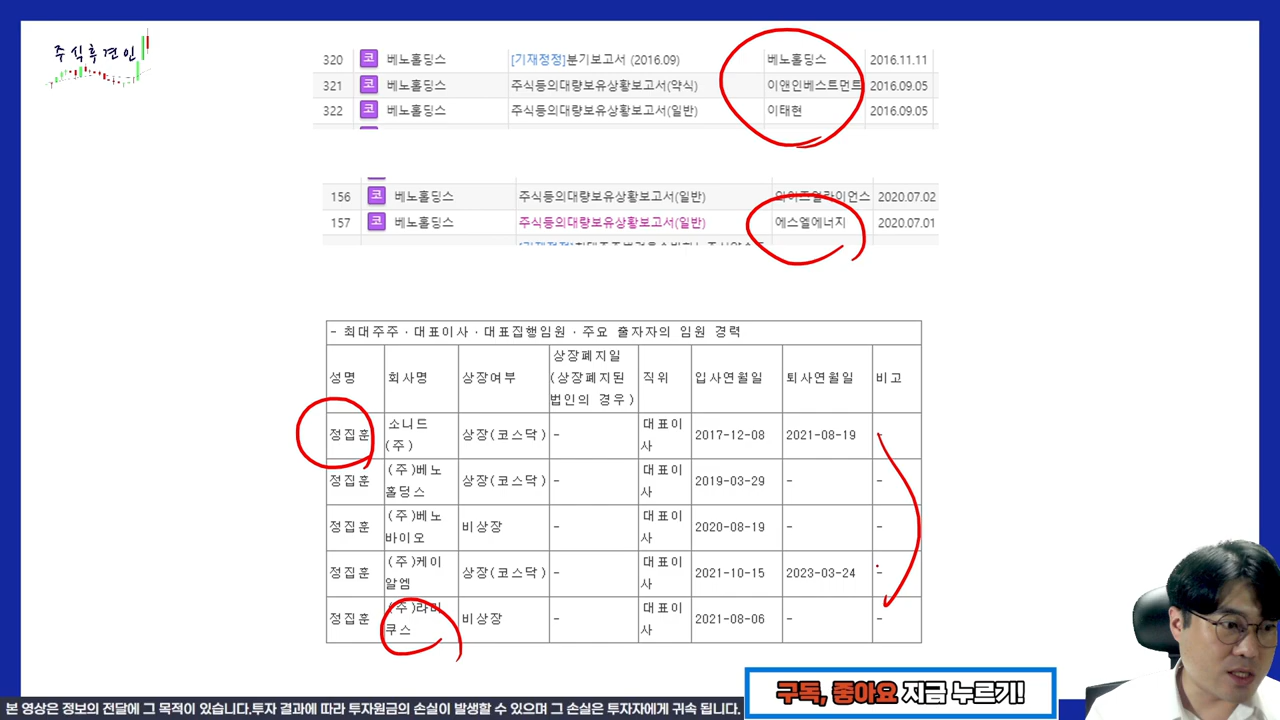 주식후견인
320 코 베노홀딩스 [기재정정]분기보고서 (2016.09) 베노홀딩스 2016.11.11
321 코 베노홀딩스 주식등의대량보유상황보고서(약식) 이앤인베스트먼트 2016.09.05
322 코 베노홀딩스 주식등의대량보유상황보고서(일반) 이태현 2016.09.05
156 코 베노홀딩스 주식등의대량보유상황보고서(일반) 와이즈얼라이언스 2020.07.02
157 코 베노홀딩스 주식등의대량보유상황보고서(일반) 에스엘에너지 2020.07.01
- 최대주주·대표이사·대표집행임원·주요 출자자의 임원 경력
성명 회사명 상장여부 상장폐지일 (상장폐지된 법인의 경우) 직위 입사연월일 퇴사연월일 비고
정집훈 소니드(주) 상장(코스닥) - 대표이사 2017-12-08 2021-08-19 -
정집훈 (주)베노홀딩스 상장(코스닥) - 대표이사 2019-03-29 - -
정집훈 (주)베노바이오 비상장 - 대표이사 2020-08-19 - -
정집훈 (주)케이알엠 상장(코스닥) - 대표이사 2021-10-15 2023-03-24 -
정집훈 (주)라미쿠스 비상장 - 대표이사 2021-08-06 - -
구독, 좋아요 지금 누르기!
본 영상은 정보의 전달에 그 목적이 있습니다.투자 결과에 따라 투자원금의 손실이 발생할 수 있으며 그 손실은 투자자에게 귀속 됩니다.